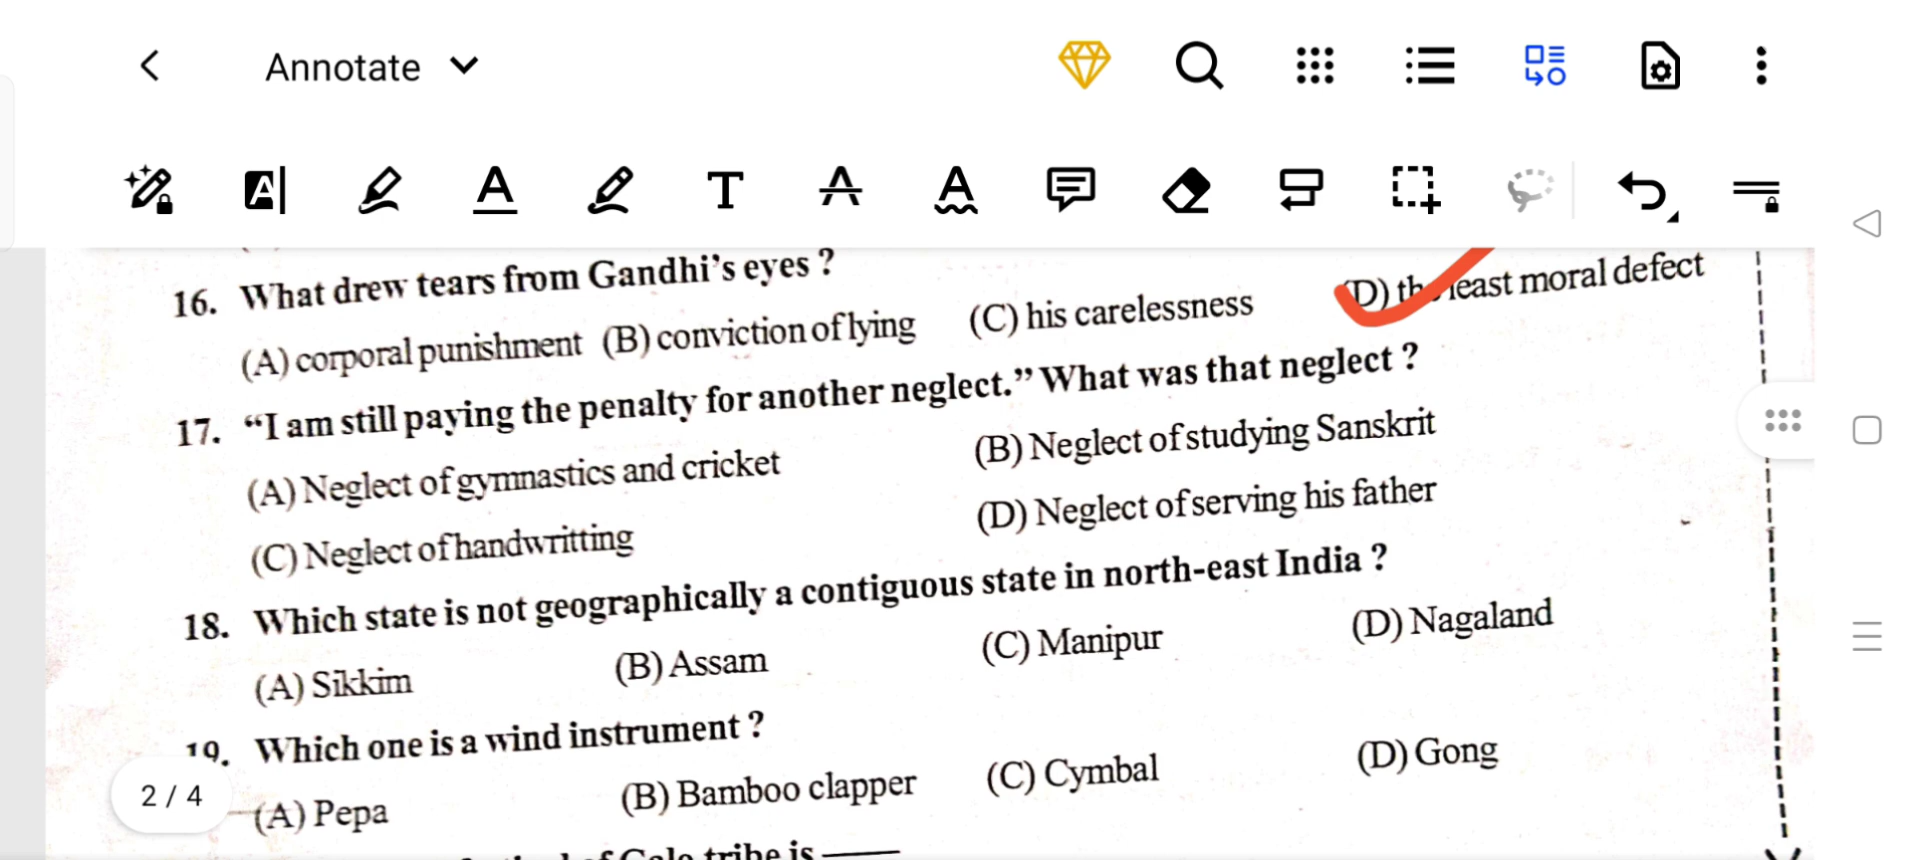 Annotate
16. What drew tears from Gandhi's eyes ?
(A) corporal punishment (B) conviction of lying (C) his carelessness (D) the least moral defect
17. “I am still paying the penalty for another neglect.” What was that neglect ?
(A) Neglect of gymnastics and cricket (B) Neglect of studying Sanskrit
(C) Neglect of handwritting (D) Neglect of serving his father
18. Which state is not geographically a contiguous state in north-east India ?
(A) Sikkim (B) Assam (C) Manipur (D) Nagaland
19. Which one is a wind instrument ?
(A) Pepa (B) Bamboo clapper (C) Cymbal (D) Gong
2 / 4
tribe is